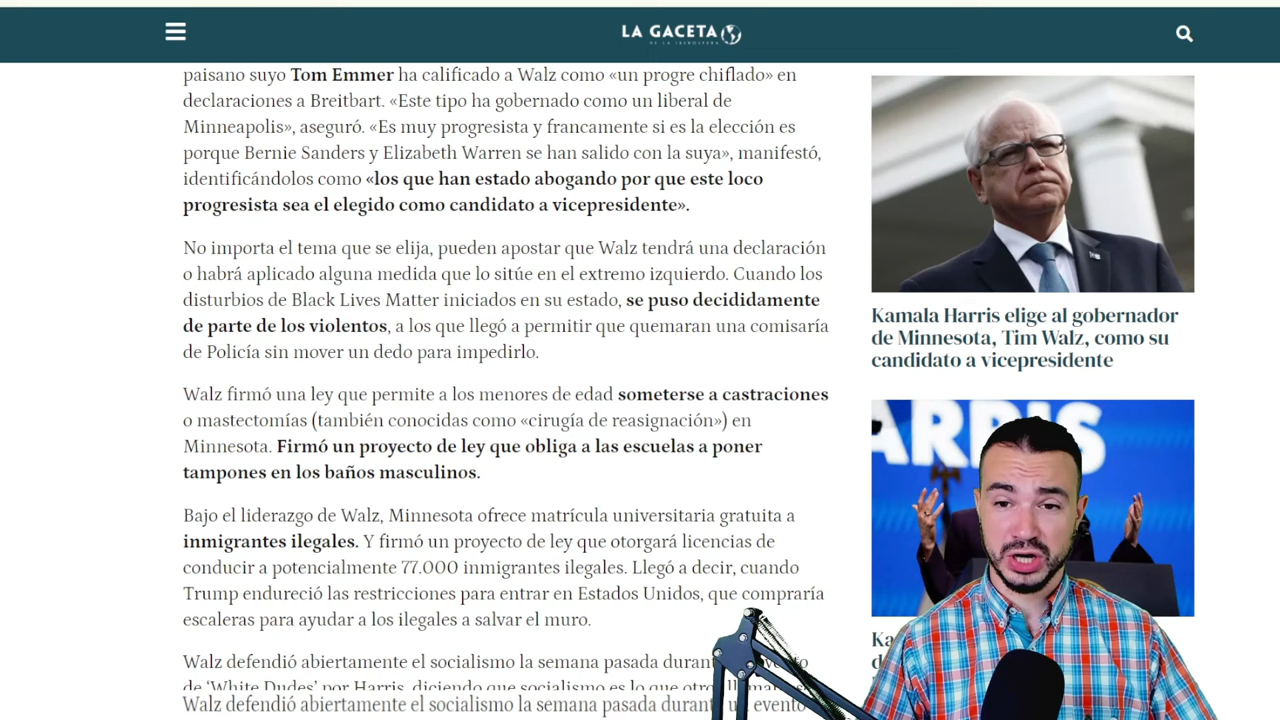 LA GACETA
DE LA IBEROSFERA
paisano suyo Tom Emmer ha calificado a Walz como «un progre chiflado» en
declaraciones a Breitbart. «Este tipo ha gobernado como un liberal de
Minneapolis», aseguró. «Es muy progresista y francamente si es la elección es
porque Bernie Sanders y Elizabeth Warren se han salido con la suya», manifestó,
identificándolos como «los que han estado abogando por que este loco
progresista sea el elegido como candidato a vicepresidente».
No importa el tema que se elija, pueden apostar que Walz tendrá una declaración
o habrá aplicado alguna medida que lo sitúe en el extremo izquierdo. Cuando los
disturbios de Black Lives Matter iniciados en su estado, se puso decididamente
de parte de los violentos, a los que llegó a permitir que quemaran una comisaría
de Policía sin mover un dedo para impedirlo.
Walz firmó una ley que permite a los menores de edad someterse a castraciones
o mastectomías (también conocidas como «cirugía de reasignación») en
Minnesota. Firmó un proyecto de ley que obliga a las escuelas a poner
tampones en los baños masculinos.
Bajo el liderazgo de Walz, Minnesota ofrece matrícula universitaria gratuita a
inmigrantes ilegales. Y firmó un proyecto de ley que otorgará licencias de
conducir a potencialmente 77.000 inmigrantes ilegales. Llegó a decir, cuando
Trump endureció las restricciones para entrar en Estados Unidos, que compraría
escaleras para ayudar a los ilegales a salvar el muro.
Walz defendió abiertamente el socialismo la semana pasada
de 'White Dudes' por Harris, diciendo que socialismo es lo que
Walz defendió abiertamente el socialismo la semana pasada evento
Kamala Harris elige al gobernador
de Minnesota, Tim Walz, como su
candidato a vicepresidente
ARRIS